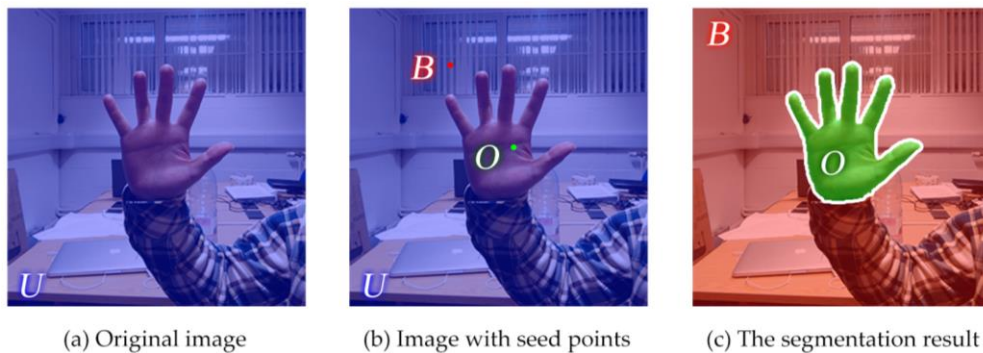 U
B
O
U
B
O
(a) Original image
(b) Image with seed points
(c) The segmentation result